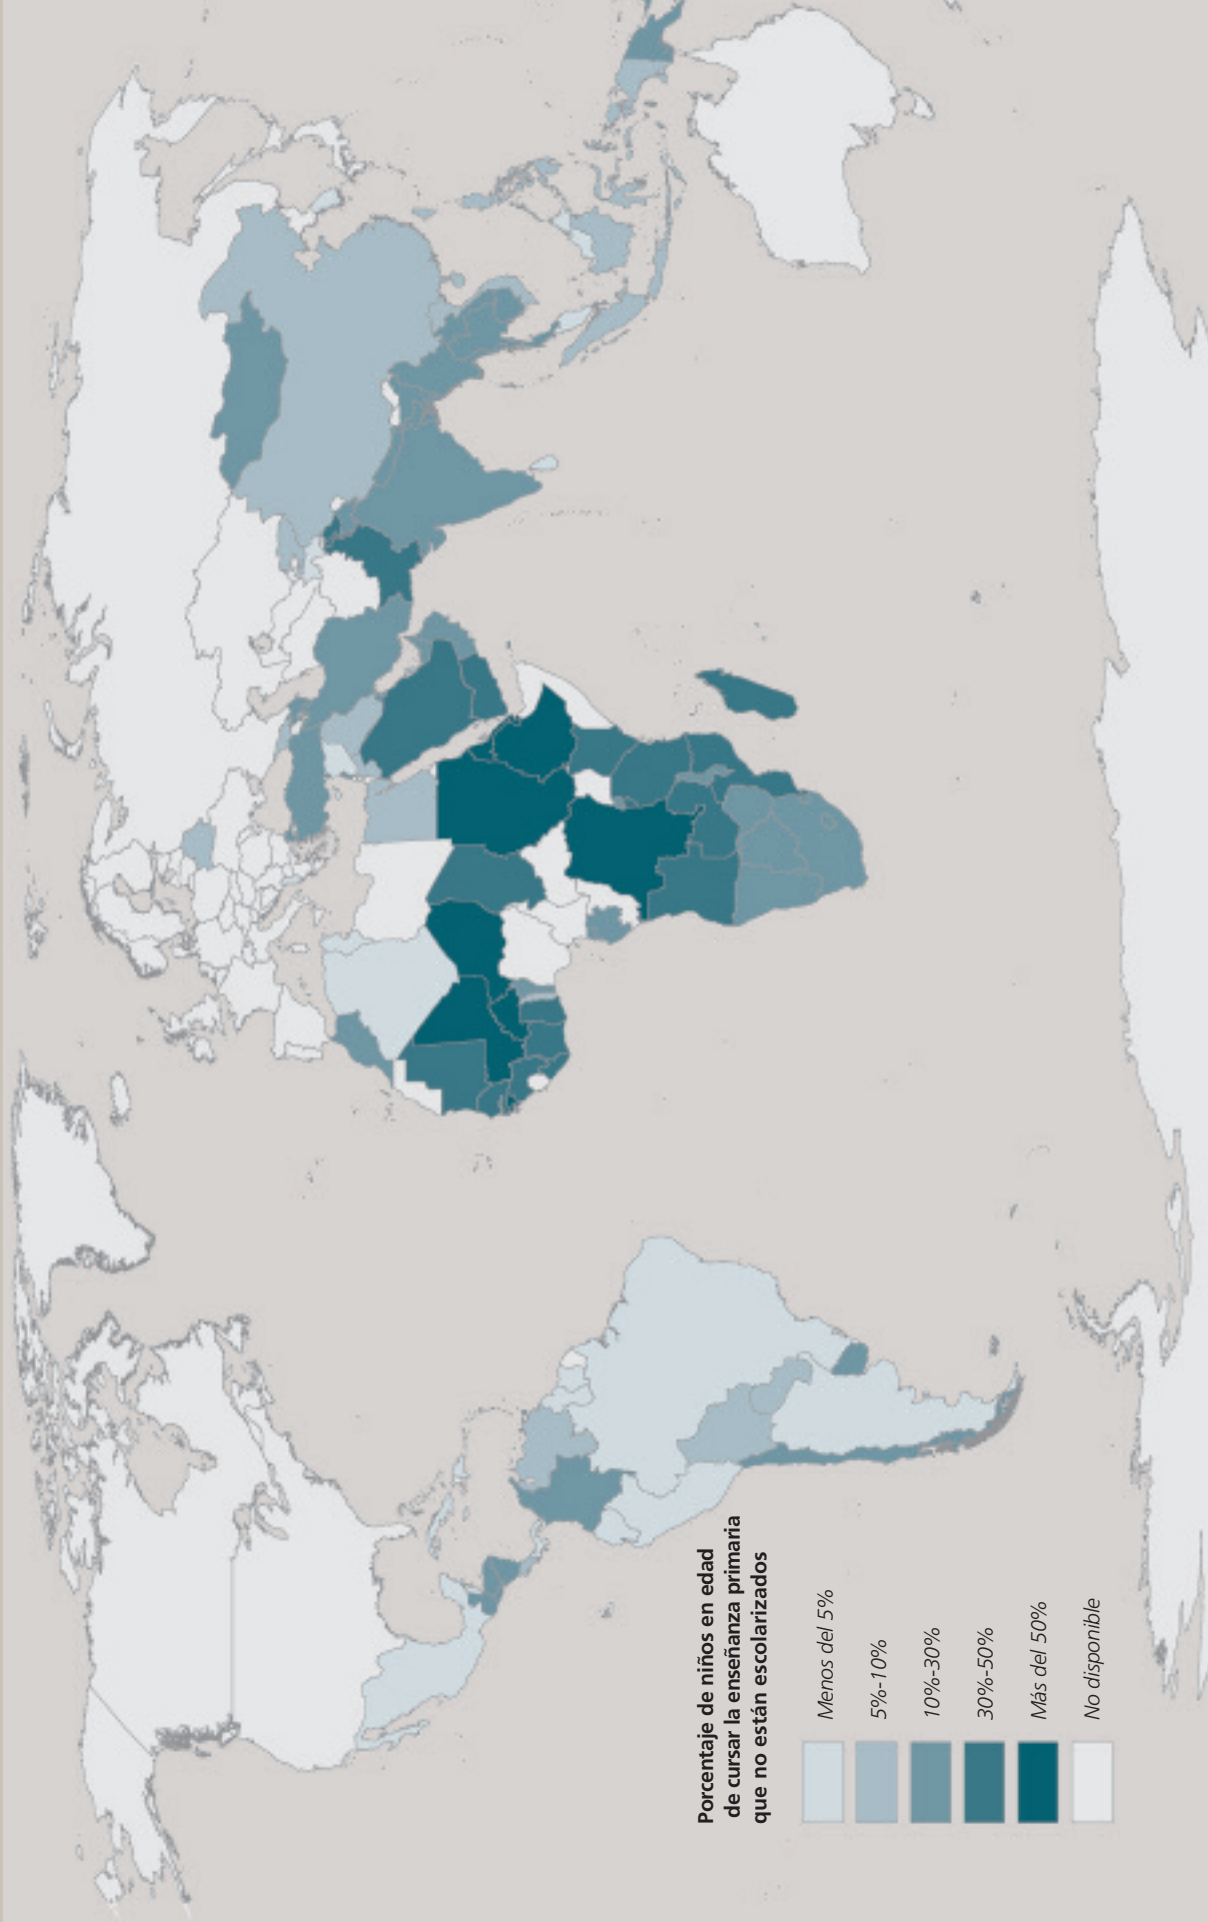 Porcentaje de niños en edad
de cursar la enseñanza primaria
que no están escolarizados
Menos del 5%
5%-10%
10%-30%
30%-50%
Más del 50%
No disponible